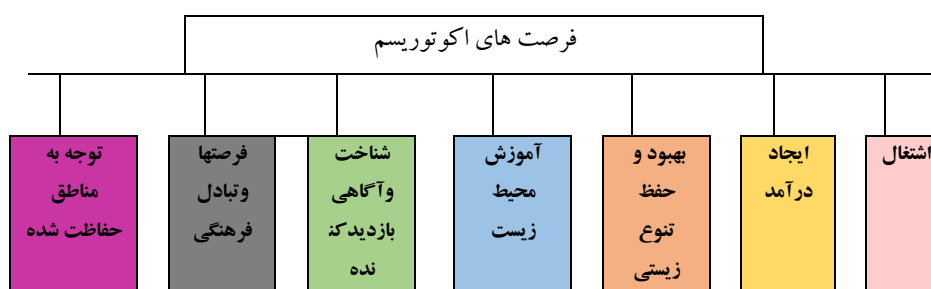 فرصت های اکوتوریسم
اشتغال
ایجاد
درآمد
بهبود و
حفظ
تنوع
زیستی
آموزش
محیط
زیست
شناخت
وآگاهی
بازدیدکن
نده
فرصتها
وتبادل
فرهنگی
توجه به
مناطق
حفاظت شده